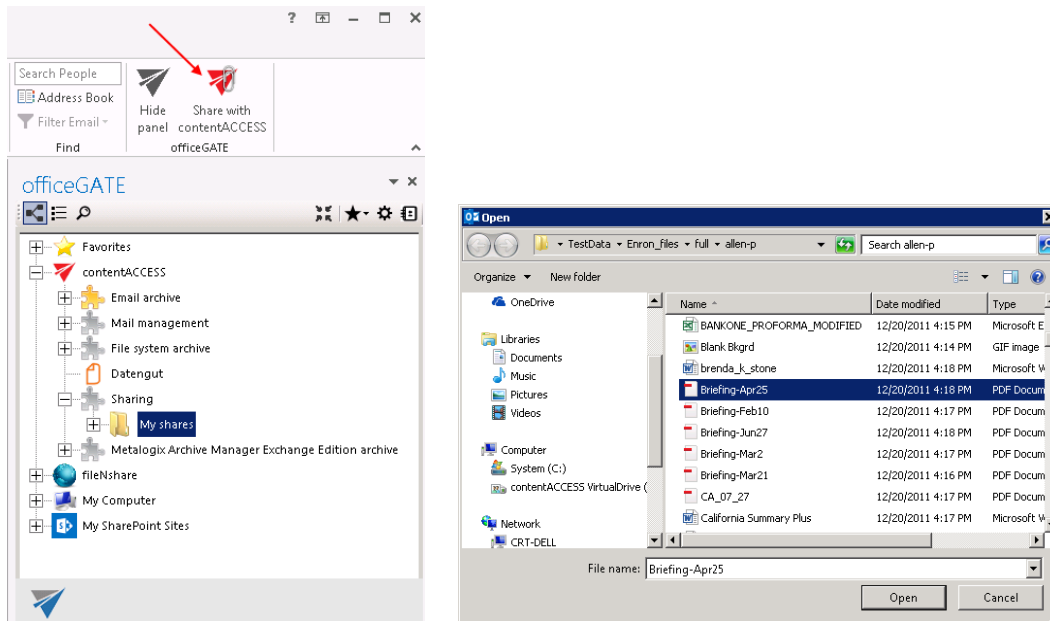 ?
Search People
Address Book
Filter Email
Find
Hide
panel
Share with
contentACCESS
officeGATE
officeGATE
Favorites
contentACCESS
Email archive
Mail management
File system archive
Datengut
Sharing
My shares
Metalogix Archive Manager Exchange Edition archive
fileNshare
My Computer
My SharePoint Sites
Open
TestData Enron_files full allen-p
Search allen-p
Organize New folder
OneDrive
Libraries
Documents
Music
Pictures
Videos
Computer
System (C:)
contentACCESS VirtualDrive (
Network
CRT-DELL
Name Date modified Type
BANKONE_PROFORMA_MODIFIED 12/20/2011 4:15 PM Microsoft E
Blank Bkgrd 12/20/2011 4:14 PM GIF image
brenda_k_stone 12/20/2011 4:18 PM Microsoft W
Briefing-Apr25 12/20/2011 4:18 PM PDF Docum
Briefing-Feb10 12/20/2011 4:17 PM PDF Docum
Briefing-Jun27 12/20/2011 4:18 PM PDF Docum
Briefing-Mar2 12/20/2011 4:17 PM PDF Docum
Briefing-Mar21 12/20/2011 4:16 PM PDF Docum
CA_07_27 12/20/2011 4:17 PM PDF Docum
California Summary Plus 12/20/2011 4:17 PM Microsoft W
File name: Briefing-Apr25
Open Cancel